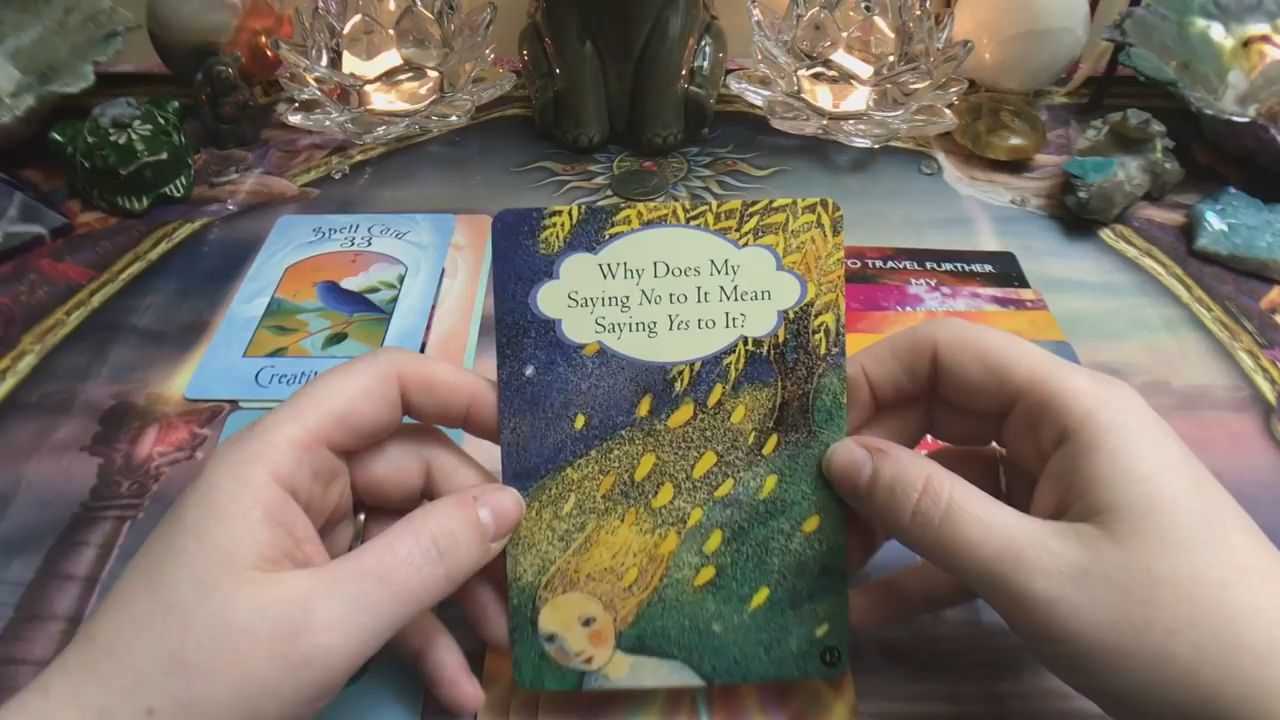 Spell Card
33
Creati
Why Does My
Saying No to It Mean
Saying Yes to It?
TO TRAVEL FURTHER
MY